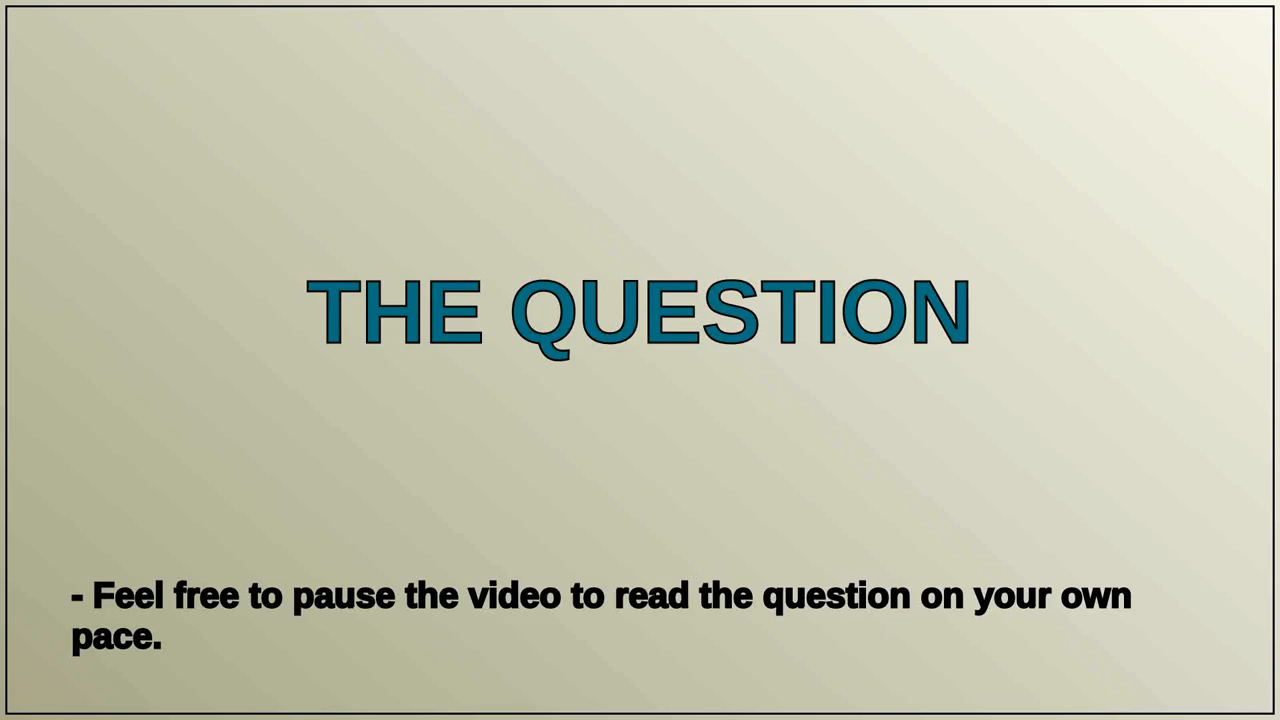 THE QUESTION
- Feel free to pause the video to read the question on your own
pace.